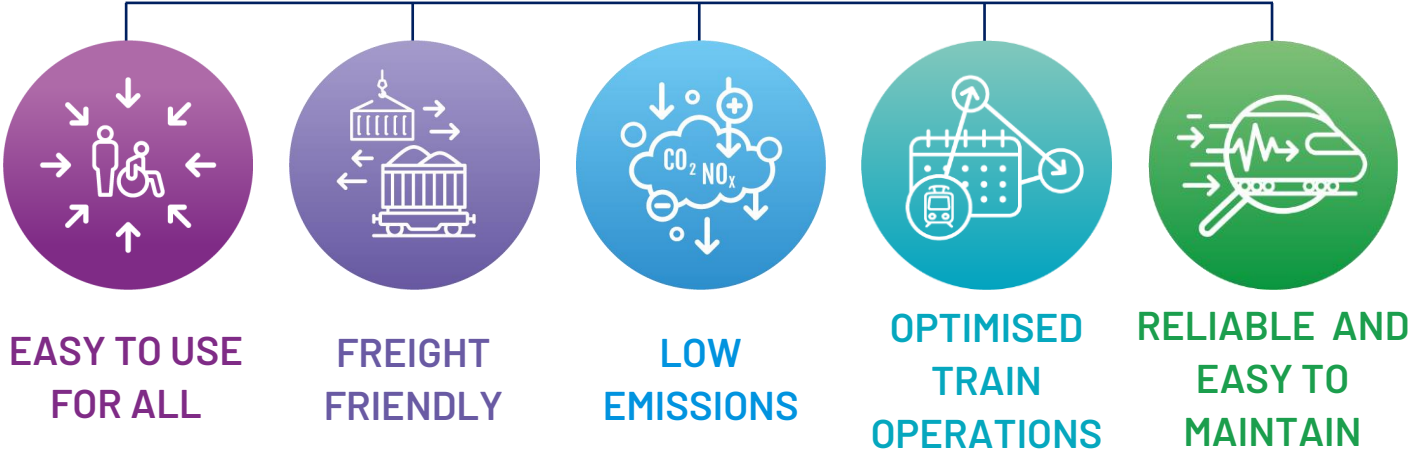 CO₂ NOₓ
EASY TO USE
FOR ALL
FREIGHT
FRIENDLY
LOW
EMISSIONS
OPTIMISED
TRAIN
OPERATIONS
RELIABLE AND
EASY TO
MAINTAIN